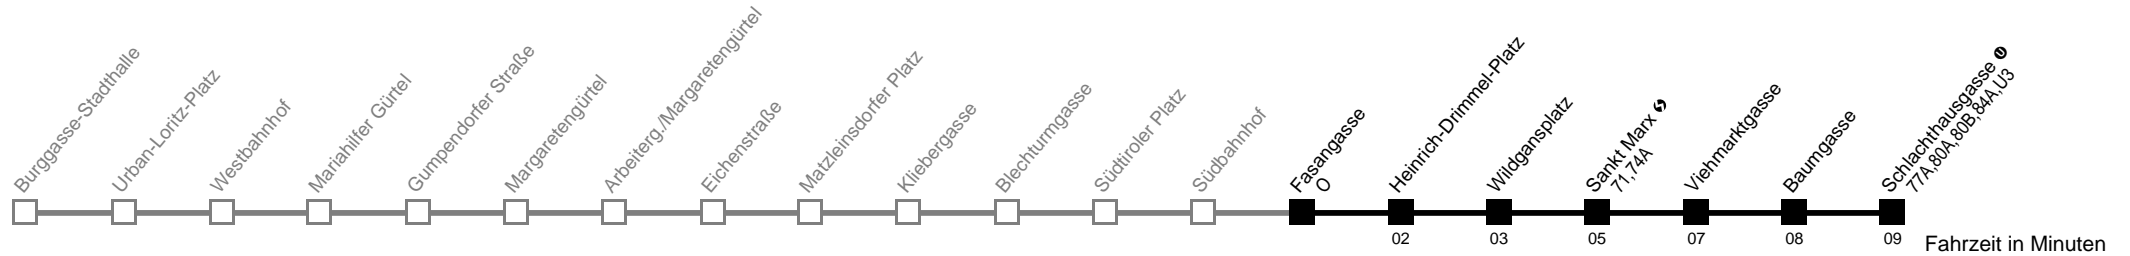 Burggasse-Stadthalle
Urban-Loritz-Platz
Westbahnhof
Mariahilfer Gürtel
Gumpendorfer Straße
Margaretengürtel
Arbeiterg./Margaretengürtel
Eichenstraße
Matzleinsdorfer Platz
Kliebergasse
Blechturmgasse
Südtiroler Platz
Südbahnhof
Fasangasse
O
Heinrich-Drimmel-Platz
Wildgansplatz
Sankt Marx
71,74A
Viehmarktgasse
Baumgasse
Schlachthausgasse U
77A,80A,80B,84A,U3
02 03 05 07 08 09 Fahrzeit in Minuten